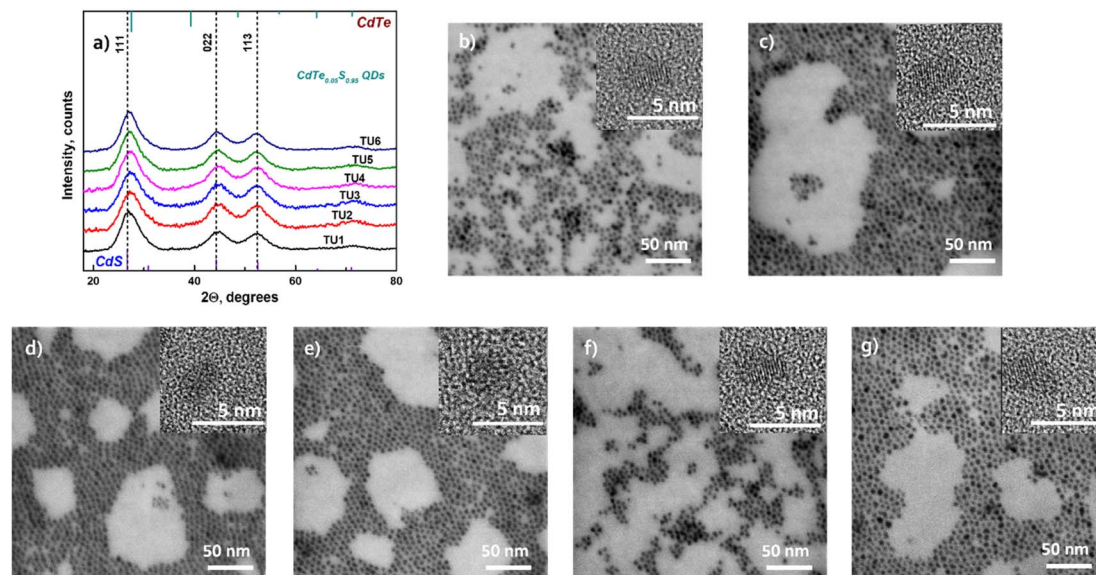 a)
111
022
113
CdTe
CdTe0.05S0.95 QDs
TU6
TU5
TU4
TU3
TU2
TU1
CdS
Intensity, counts
20
40
60
80
2Θ, degrees
b)
5 nm
50 nm
c)
5 nm
50 nm
d)
5 nm
50 nm
e)
5 nm
50 nm
f)
5 nm
50 nm
g)
5 nm
50 nm